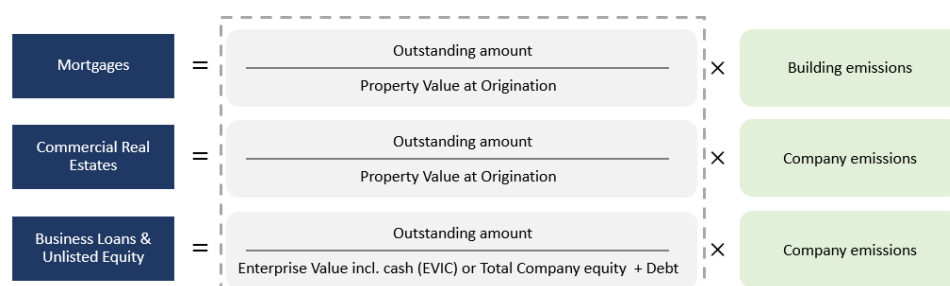 Mortgages
=
Outstanding amount
Property Value at Origination
×
Building emissions
Commercial Real
Estates
=
Outstanding amount
Property Value at Origination
×
Company emissions
Business Loans &
Unlisted Equity
=
Outstanding amount
Enterprise Value incl. cash (EVIC) or Total Company equity + Debt
×
Company emissions